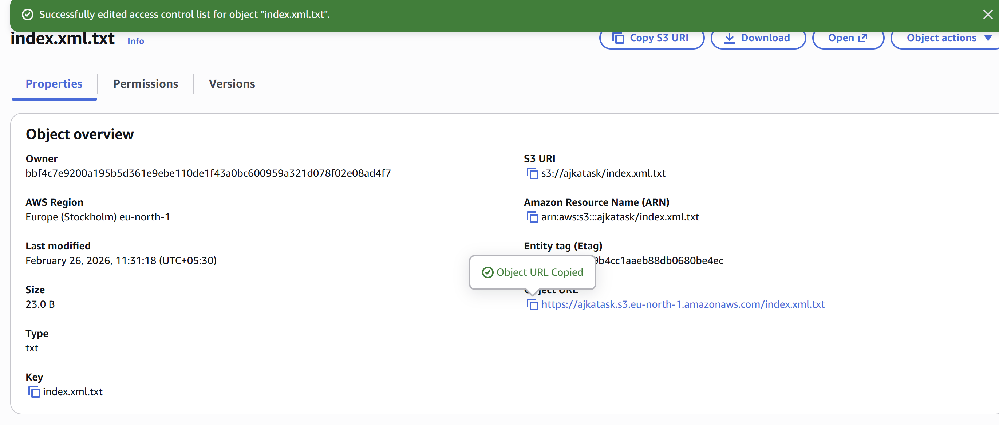 Successfully edited access control list for object "index.xml.txt".
index.xml.txt Info
Copy S3 URI
Download
Open
Object actions
Properties
Permissions
Versions
Object overview
Owner
bbf4c7e9200a195b5d361e9ebe110de1f43a0bc600959a321d078f02e08ad4f7
AWS Region
Europe (Stockholm) eu-north-1
Last modified
February 26, 2026, 11:31:18 (UTC+05:30)
Size
23.0 B
Type
txt
Key
index.xml.txt
S3 URI
s3://ajkatask/index.xml.txt
Amazon Resource Name (ARN)
arn:aws:s3:::ajkatask/index.xml.txt
Entity tag (Etag)
b4cc1aaeb88db0680be4ec
Object URL Copied
Object URL
https://ajkatask.s3.eu-north-1.amazonaws.com/index.xml.txt